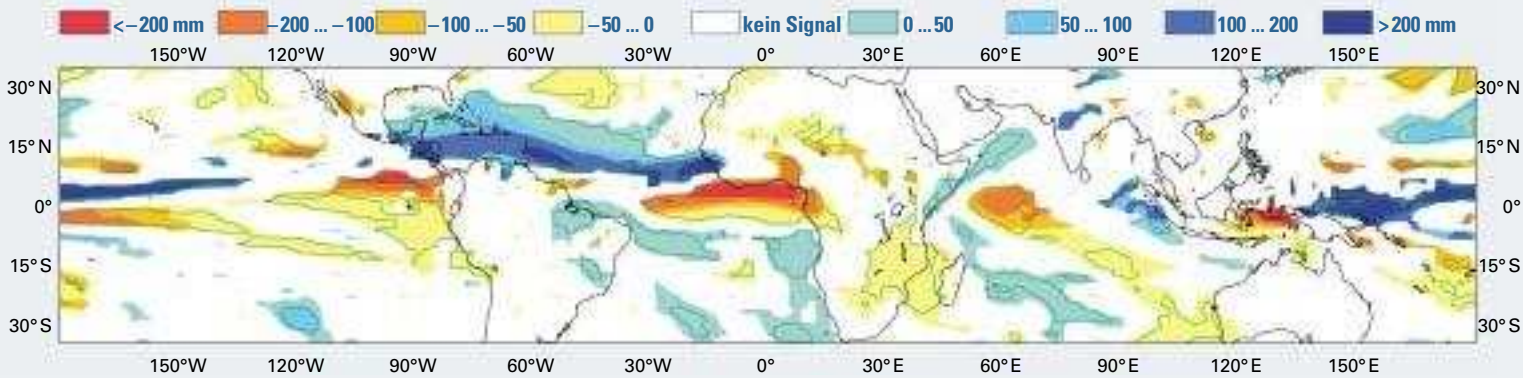 <−200 mm −200 ... −100 −100 ... −50 −50 ... 0 kein Signal 0 ... 50 50 ... 100 100 ... 200 >200 mm
150°W 120°W 90°W 60°W 30°W 0° 30°E 60°E 90°E 120°E 150°E
30°N 30°N
15°N 15°N
0° 0°
15°S 15°S
30°S 30°S
150°W 120°W 90°W 60°W 30°W 0° 30°E 60°E 90°E 120°E 150°E